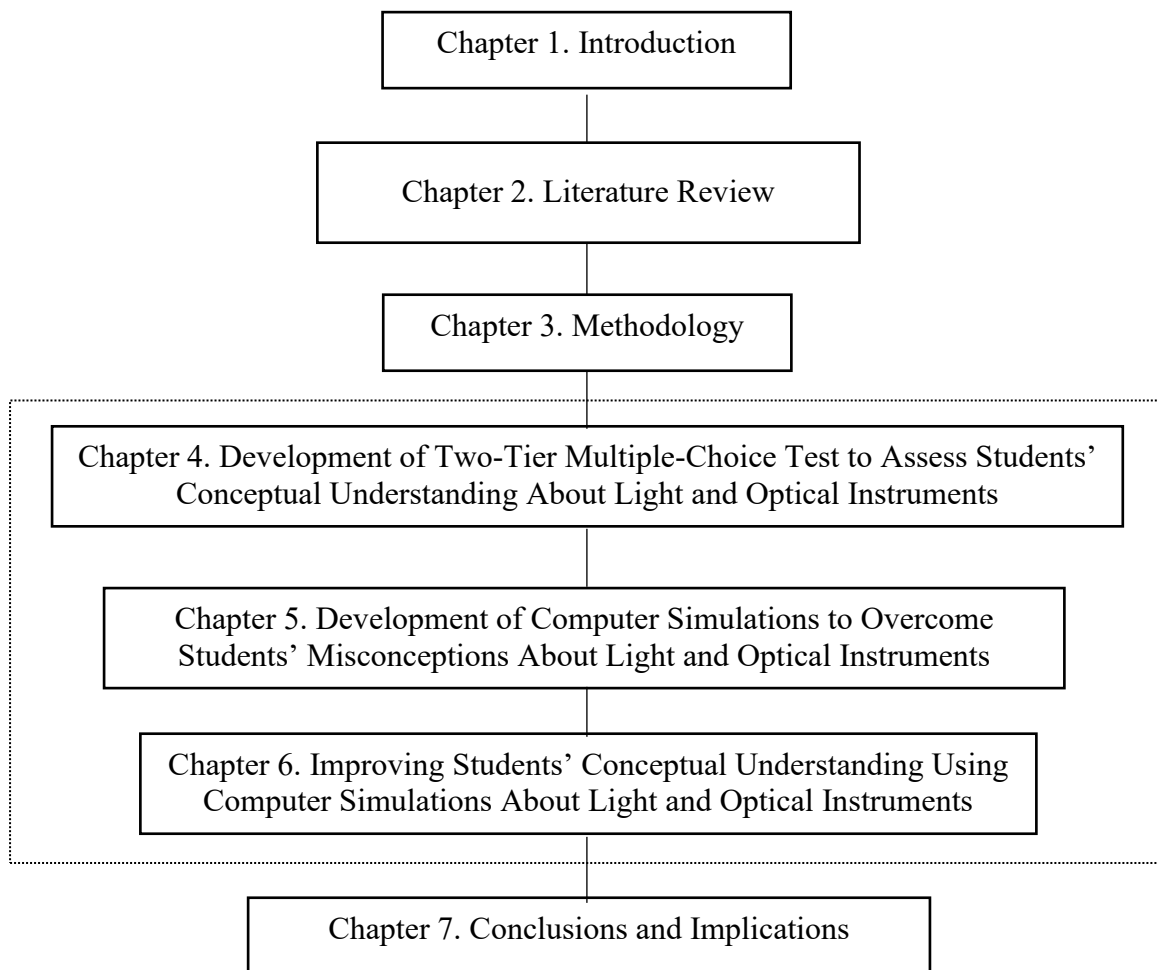 Chapter 1. Introduction
Chapter 2. Literature Review
Chapter 3. Methodology
Chapter 4. Development of Two-Tier Multiple-Choice Test to Assess Students’
Conceptual Understanding About Light and Optical Instruments
Chapter 5. Development of Computer Simulations to Overcome
Students’ Misconceptions About Light and Optical Instruments
Chapter 6. Improving Students’ Conceptual Understanding Using
Computer Simulations About Light and Optical Instruments
Chapter 7. Conclusions and Implications